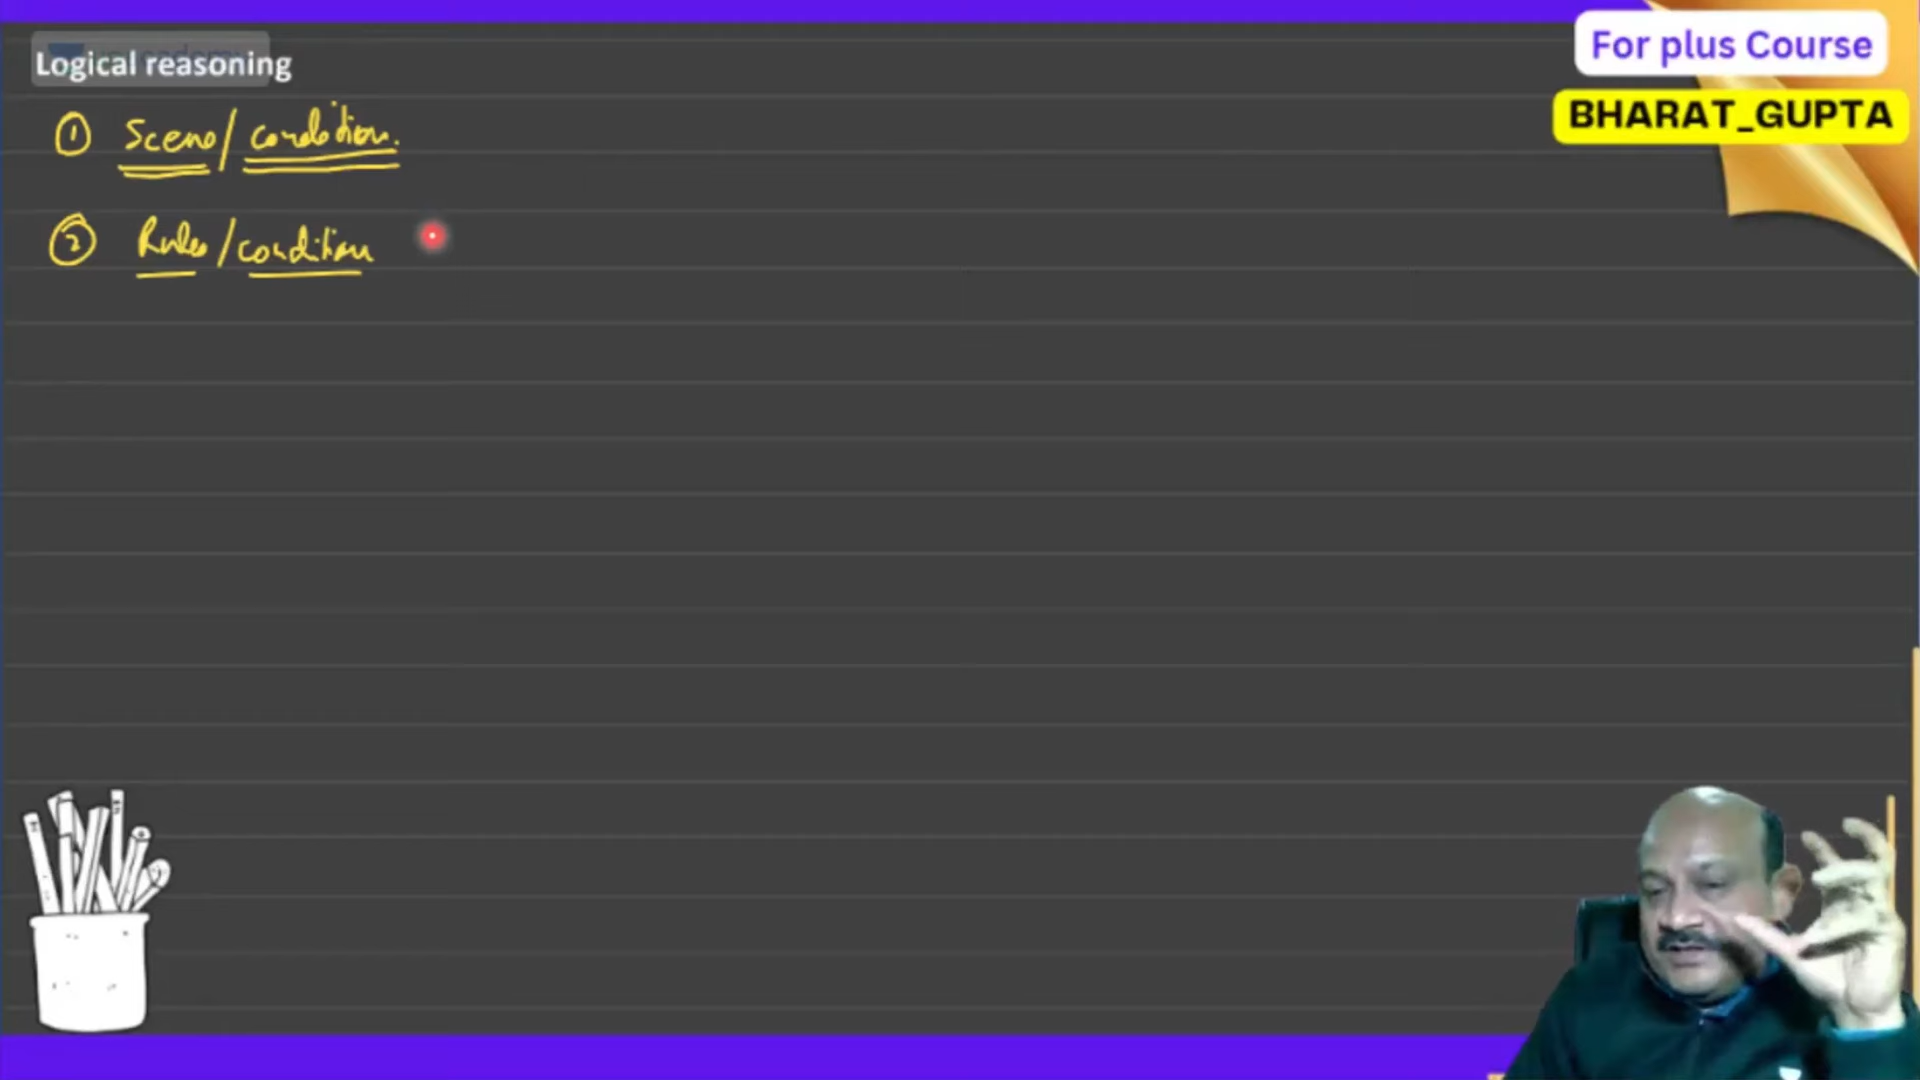 For plus Course
Logical reasoning
BHARAT_GUPTA
① Sceno/condition.
② Rules/condition